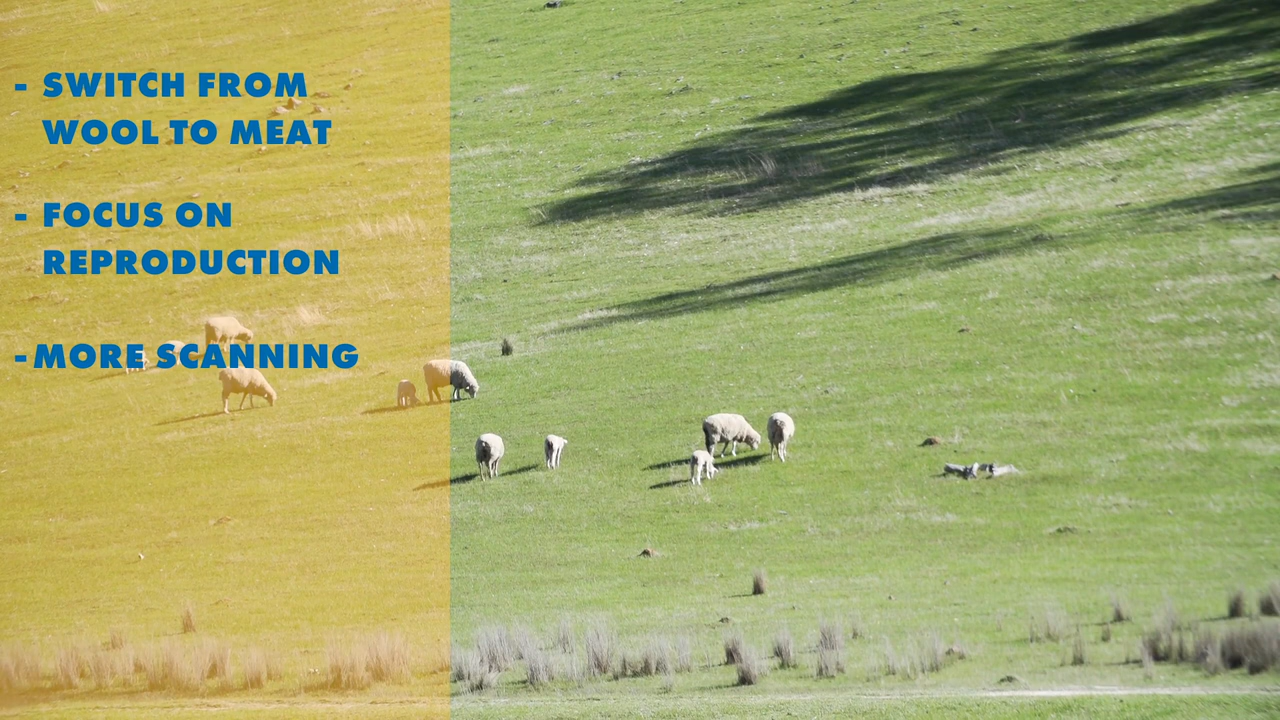 - SWITCH FROM
WOOL TO MEAT
- FOCUS ON
REPRODUCTION
-MORE SCANNING